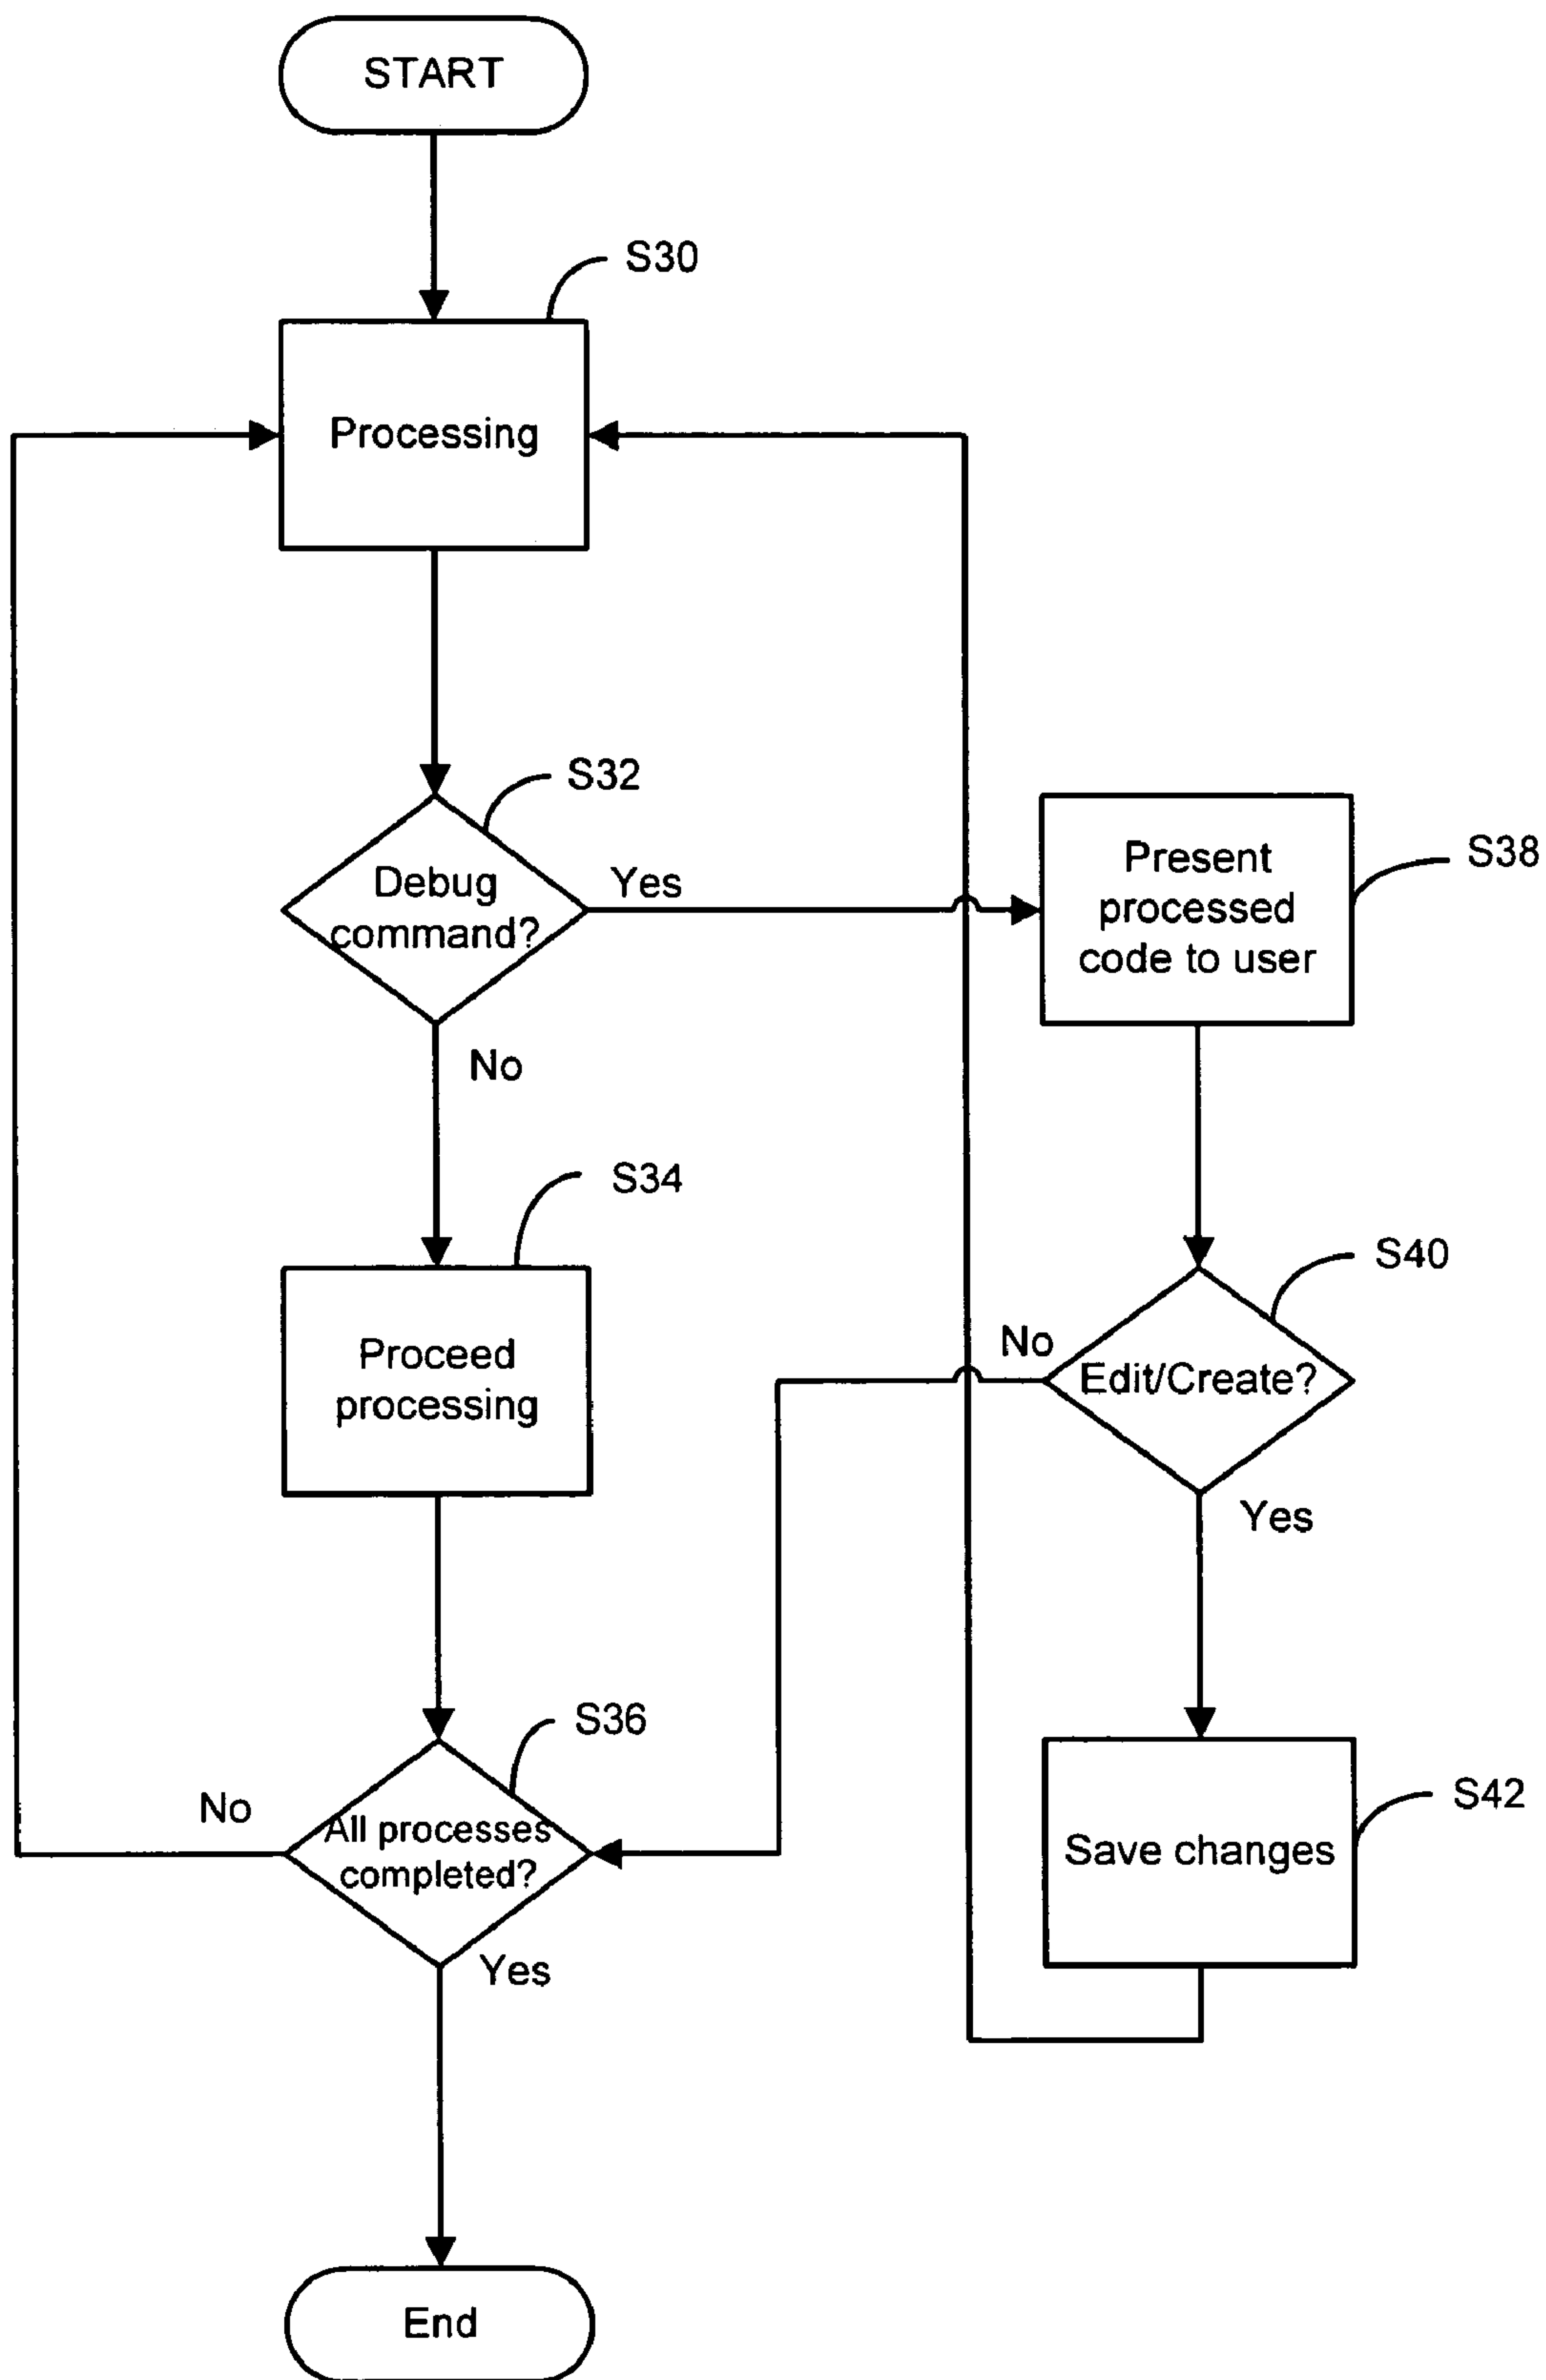 START
S30
Processing
S32
Debug
command?
Yes
No
S38
Present
processed
code to user
S34
Proceed
processing
S40
No
Edit/Create?
Yes
S36
No
All processes
completed?
Yes
S42
Save changes
End